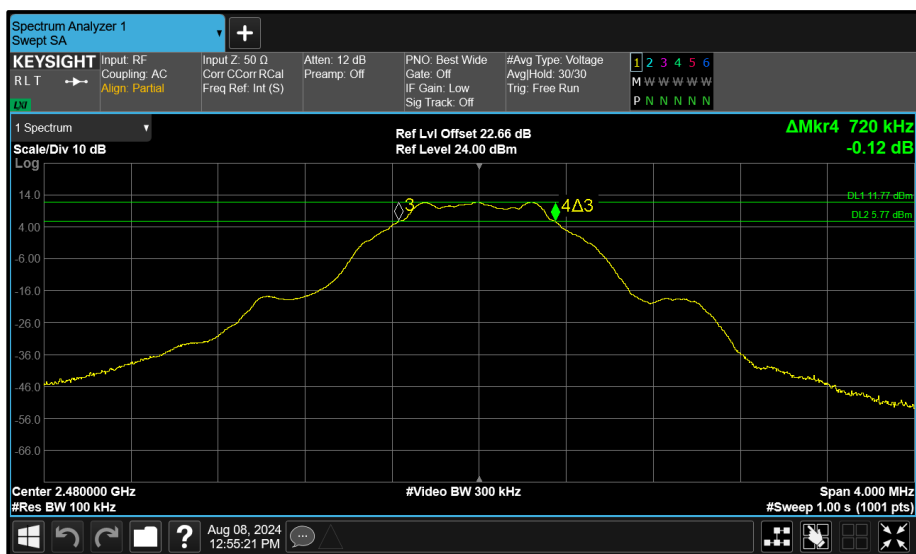 Spectrum Analyzer 1
Swept SA
KEYSIGHT
R L T
LXI
Input: RF
Coupling: AC
Align: Partial
Input Z: 50 Ω
Corr CCorr RCal
Freq Ref: Int (S)
Atten: 12 dB
Preamp: Off
PNO: Best Wide
Gate: Off
IF Gain: Low
Sig Track: Off
#Avg Type: Voltage
Avg|Hold: 30/30
Trig: Free Run
1 2 3 4 5 6
M W W W W W
P N N N N N
1 Spectrum
Scale/Div 10 dB
Log
Ref Lvl Offset 22.66 dB
Ref Level 24.00 dBm
ΔMkr4 720 kHz
-0.12 dB
14.0
4.00
-6.00
-16.0
-26.0
-36.0
-46.0
-56.0
-66.0
3
4Δ3
DL1 11.77 dBm
DL2 5.77 dBm
Center 2.480000 GHz
#Res BW 100 kHz
#Video BW 300 kHz
Span 4.000 MHz
#Sweep 1.00 s (1001 pts)
?
Aug 08, 2024
12:55:21 PM